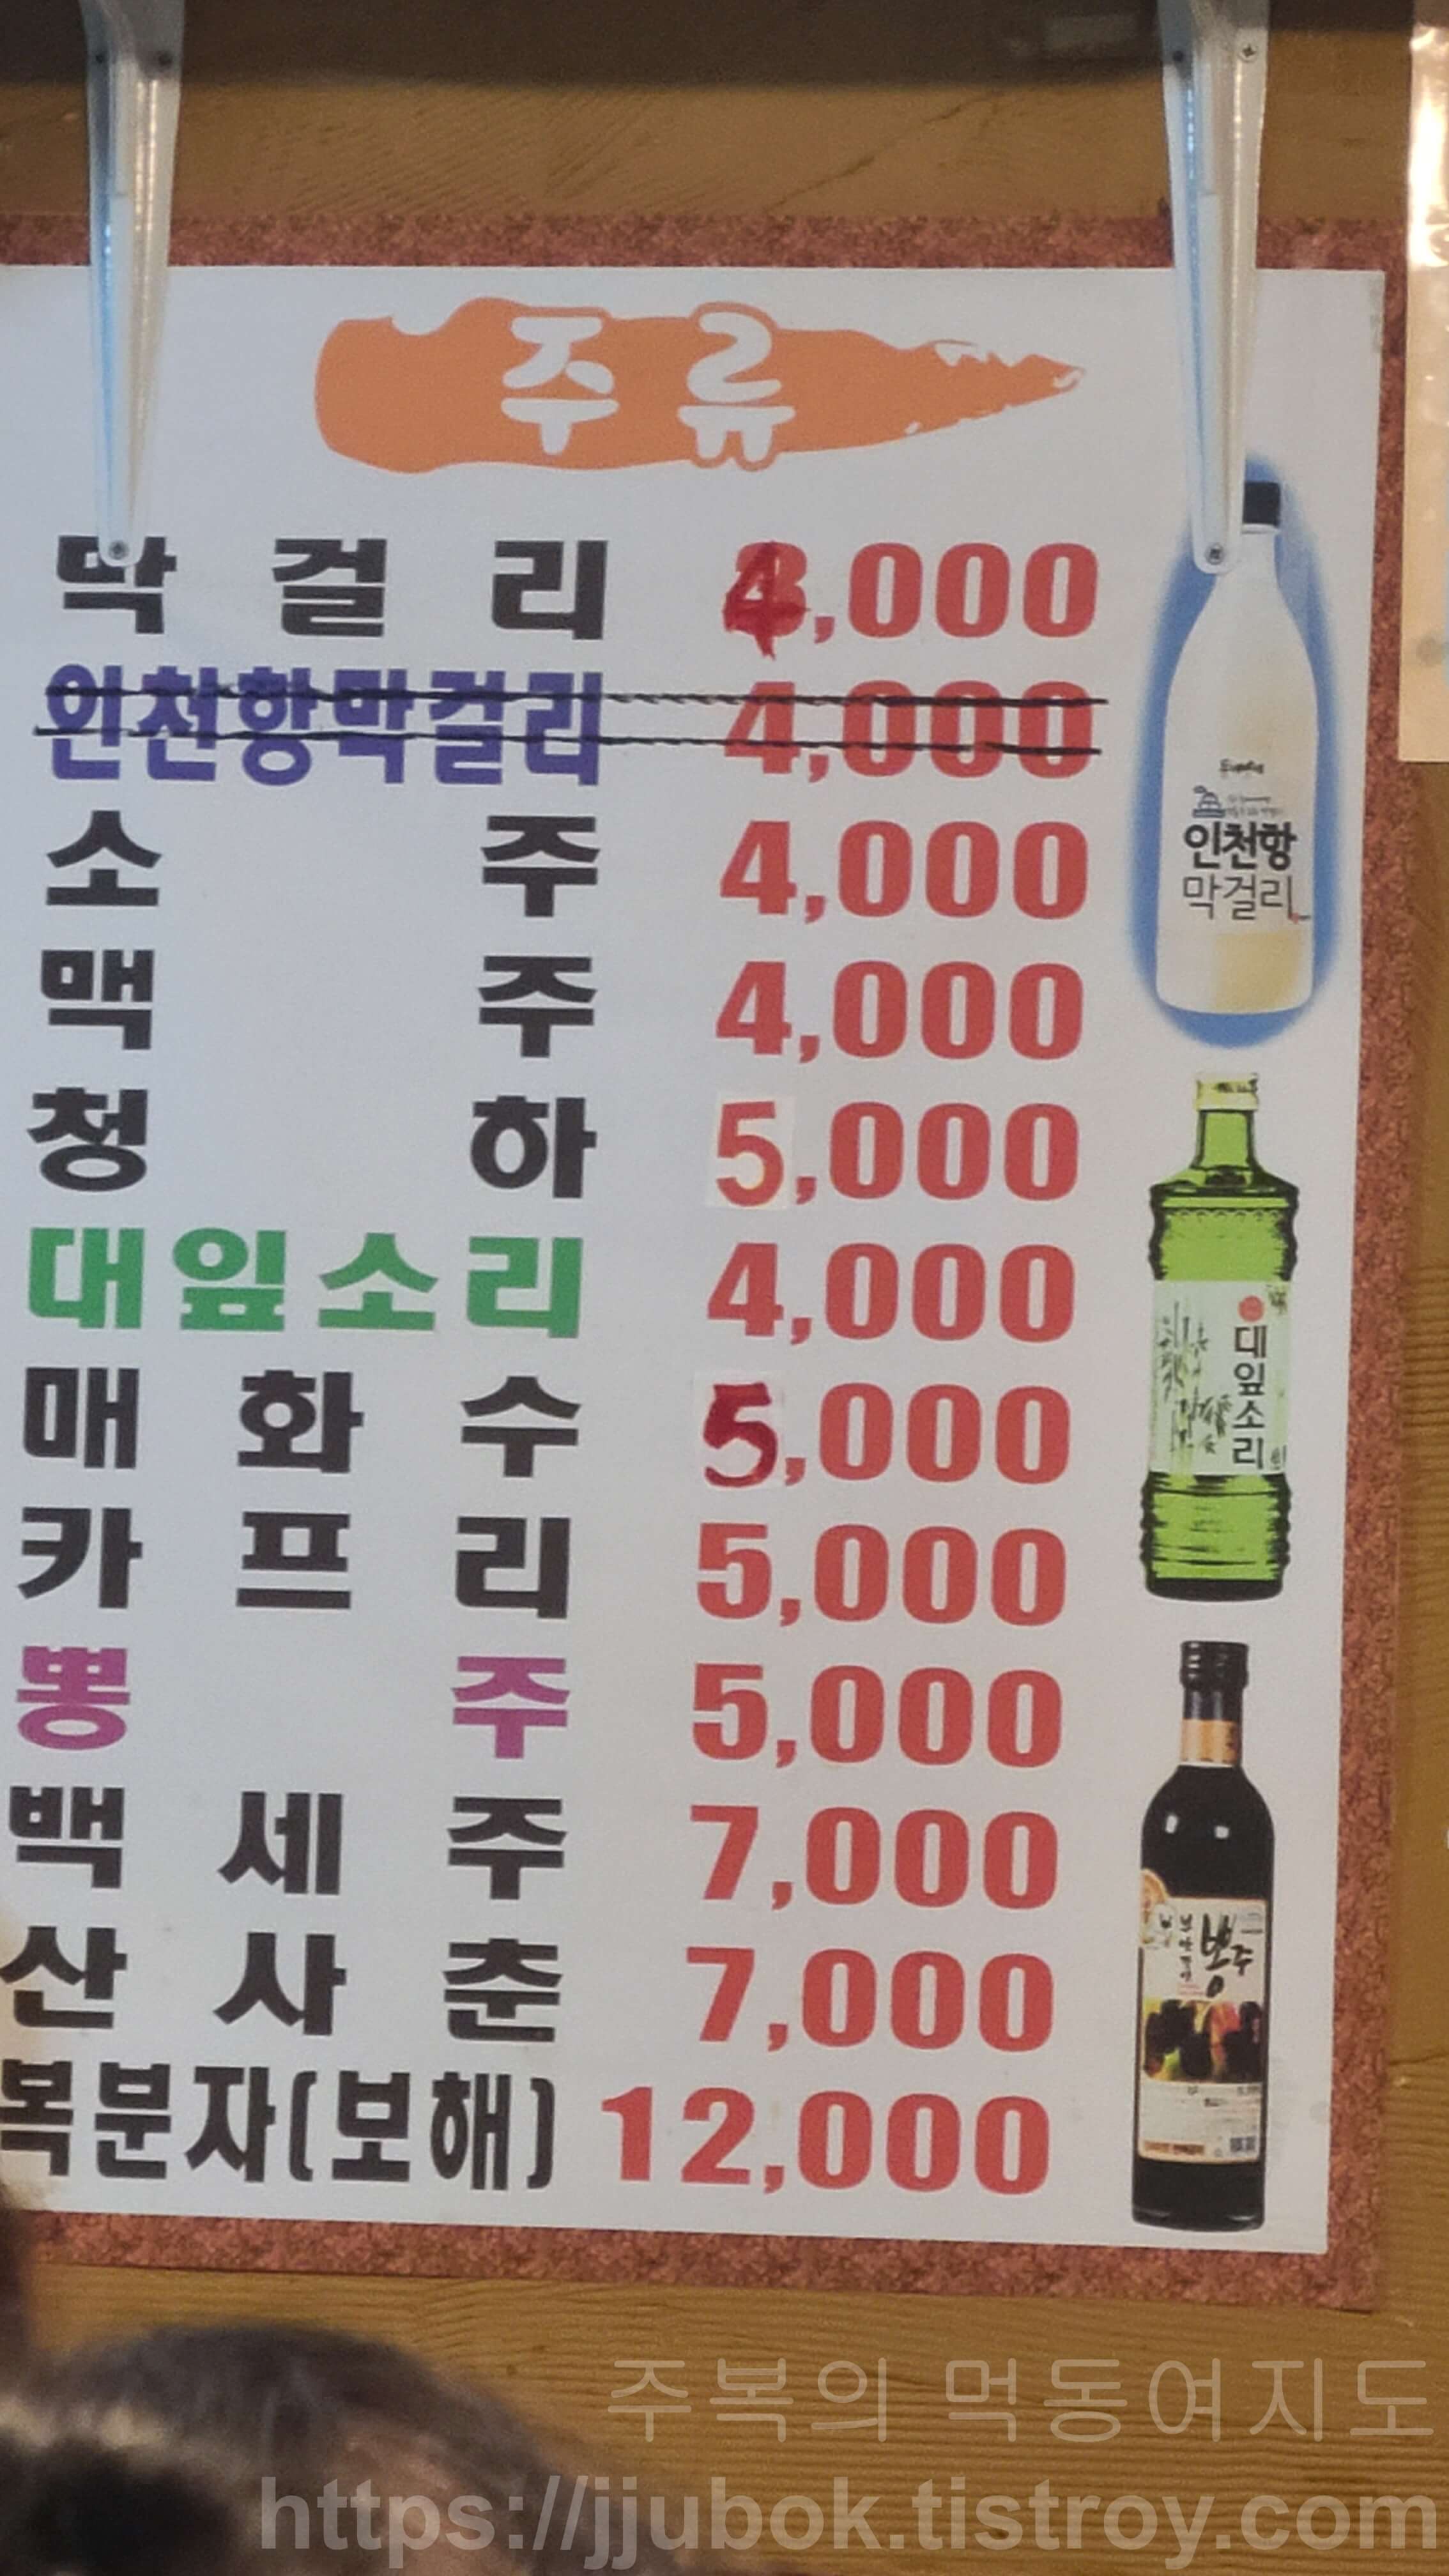 주류
막걸리 4,000
인천항막걸리 4,000
소주 4,000
맥주 4,000
청하 5,000
대잎소리 4,000
매화수 5,000
카프리 5,000
뽕주 5,000
백세주 7,000
산사춘 7,000
복분자(보해) 12,000
인천항
막걸리
대잎소리
뽕주
주복의 먹동여지도
https://jjubok.tistroy.com